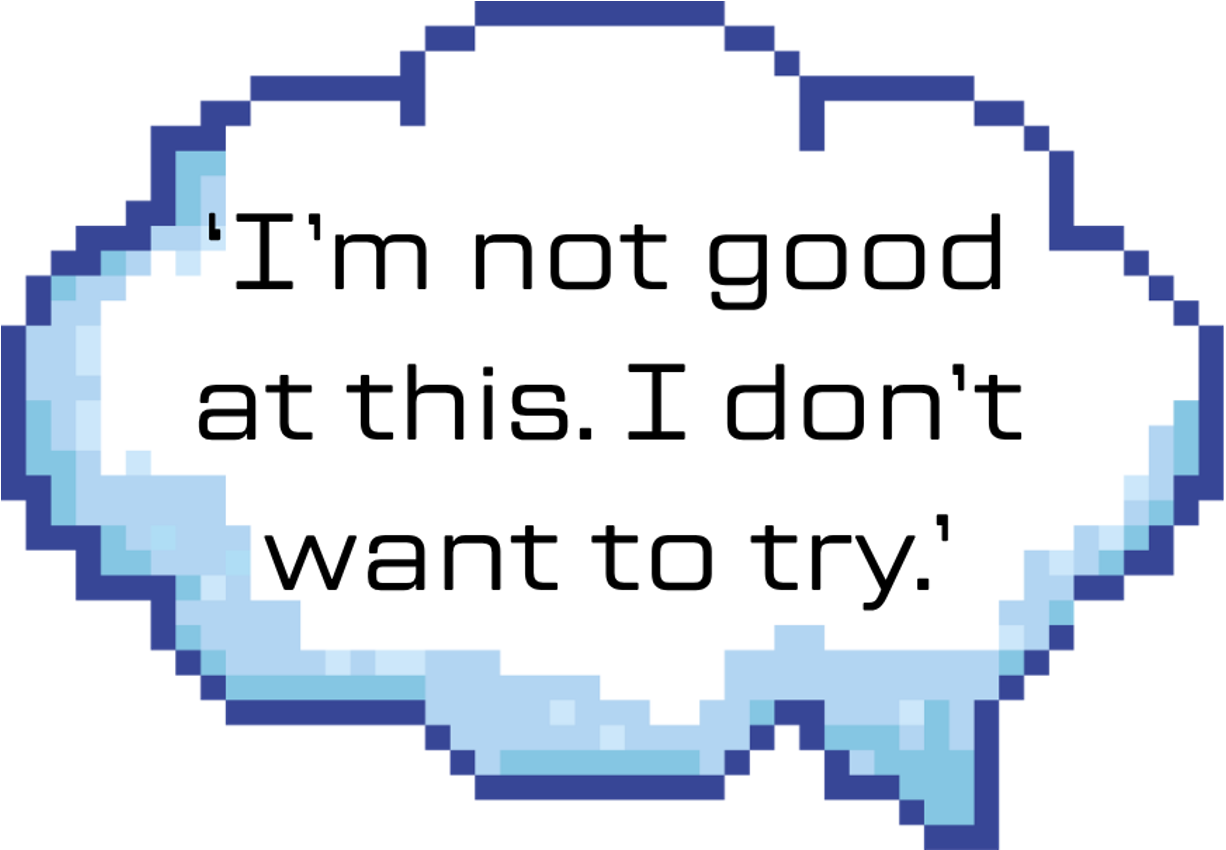 ‘I’m not good
at this. I don’t
want to try.’